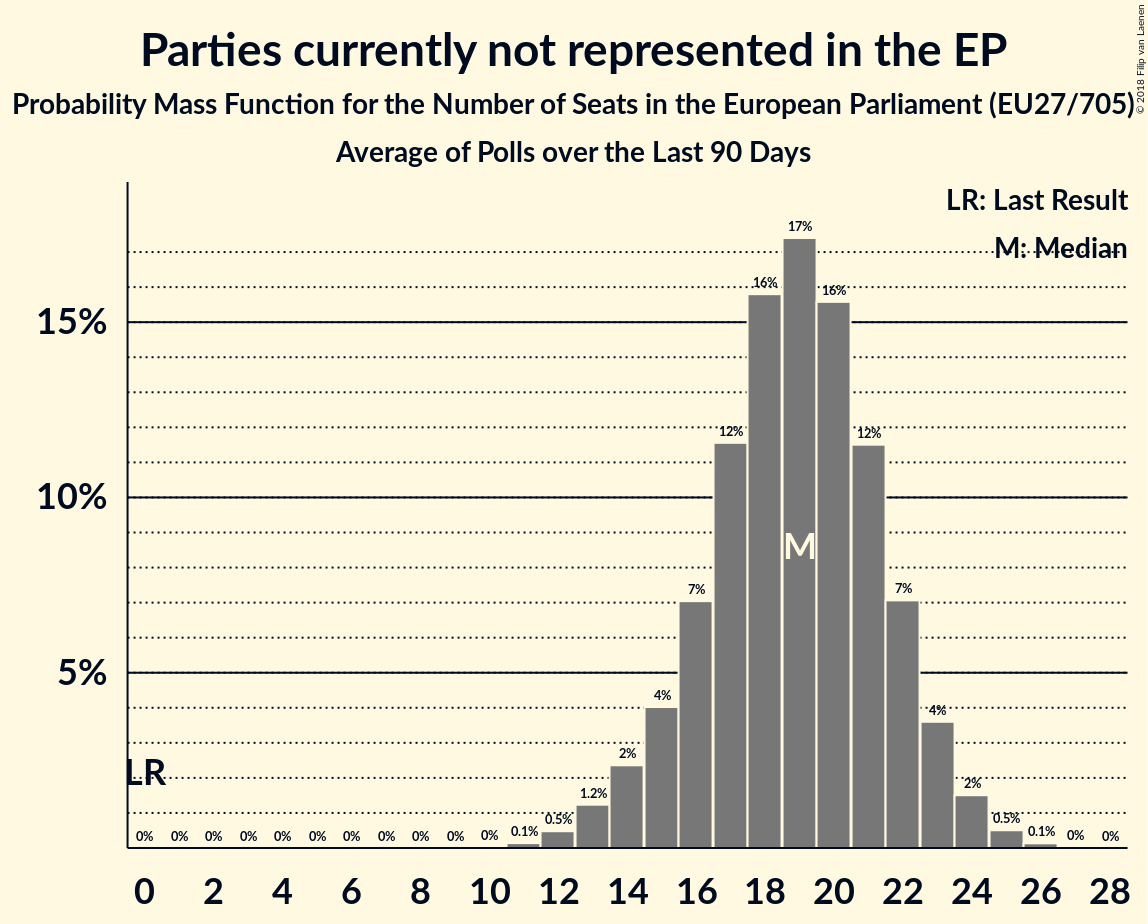 Parties currently not represented in the EP
Probability Mass Function for the Number of Seats in the European Parliament (EU27/705)
Average of Polls over the Last 90 Days
© 2018 Filip van Laenen
LR: Last Result
M: Median
15%
10%
5%
LR
M
0% 0% 0% 0% 0% 0% 0% 0% 0% 0% 0% 0.1% 0.5% 1.2% 2% 4% 7% 12% 16% 17% 16% 12% 7% 4% 2% 0.5% 0.1% 0% 0%
0 2 4 6 8 10 12 14 16 18 20 22 24 26 28